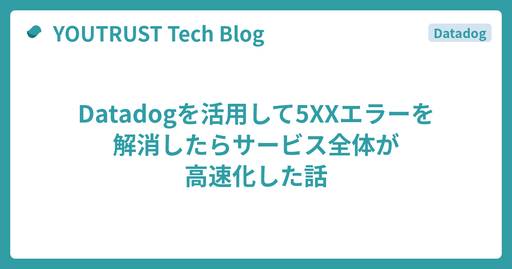 YOUTRUST Tech Blog
Datadog
Datadogを活用して5XXエラーを
解消したらサービス全体が
高速化した話